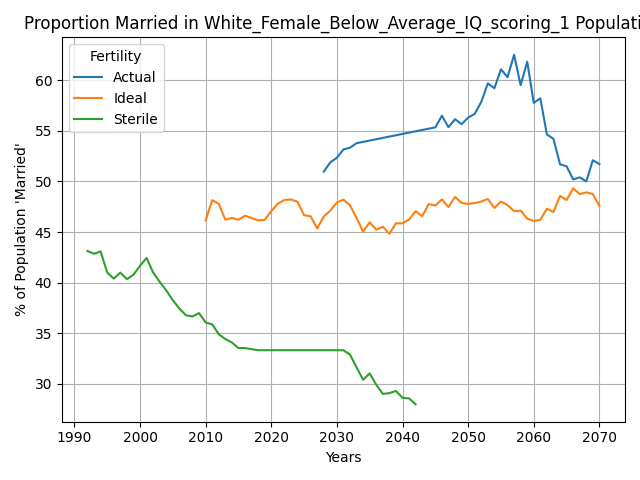 Proportion Married in White_Female_Below_Average_IQ_scoring_1 Populati
Fertility
Actual
Ideal
Sterile
% of Population 'Married'
60
55
50
45
40
35
30
1990 2000 2010 2020 2030 2040 2050 2060 2070
Years